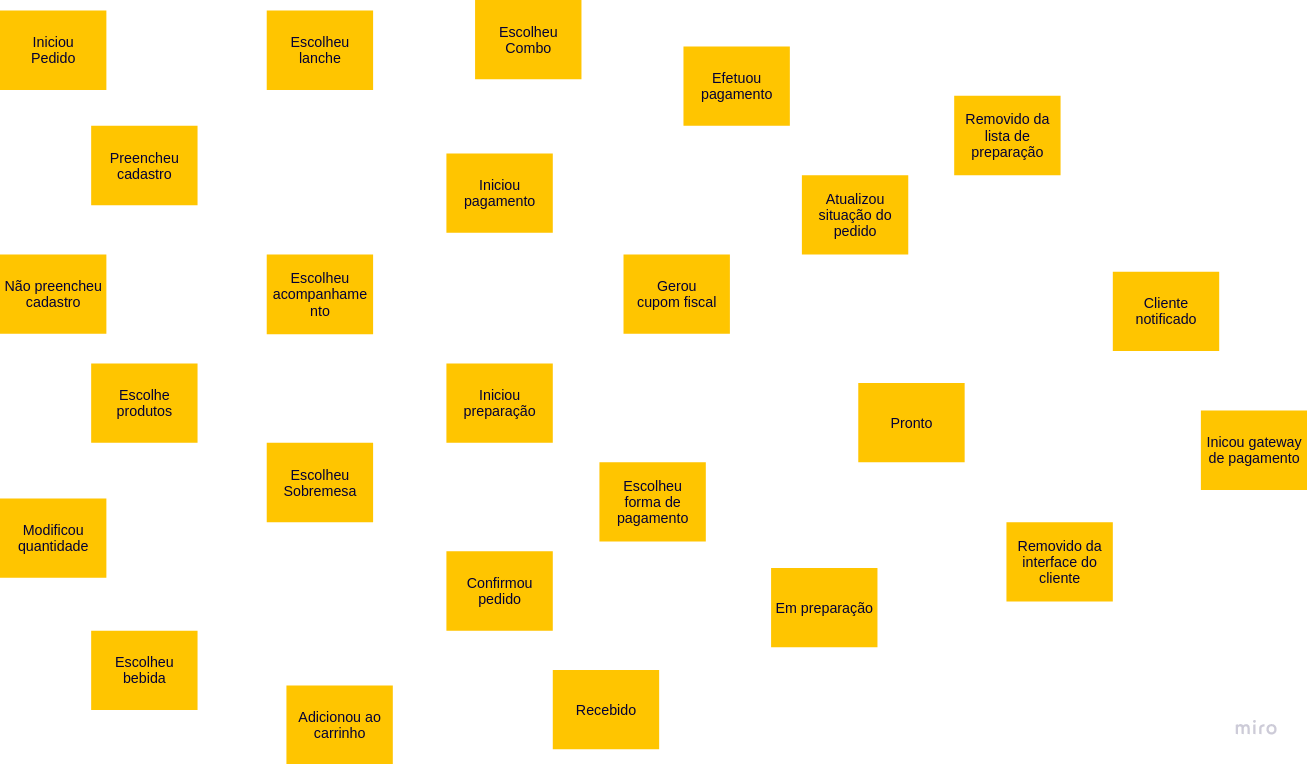 Iniciou
Pedido
Escolheu
lanche
Escolheu
Combo
Efetuou
pagamento
Removido da
lista de
preparação
Preencheu
cadastro
Iniciou
pagamento
Atualizou
situação do
pedido
Não preencheu
cadastro
Escolheu
acompanhame
nto
Gerou
cupom fiscal
Cliente
notificado
Escolhe
produtos
Iniciou
preparação
Pronto
Inicou gateway
de pagamento
Escolheu
Sobremesa
Escolheu
forma de
pagamento
Modificou
quantidade
Removido da
interface do
cliente
Confirmou
pedido
Em preparação
Escolheu
bebida
Adicionou ao
carrinho
Recebido
miro